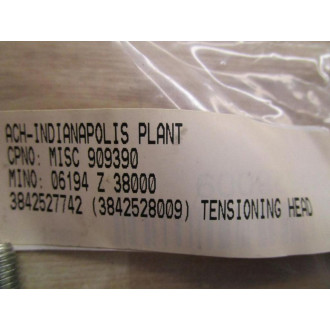 ACH-INDIANAPOLIS PLANT
CPNO: MISC 909390
MINO: 06194 Z 38000
3842527742 (3842528009) TENSIONING HEAD